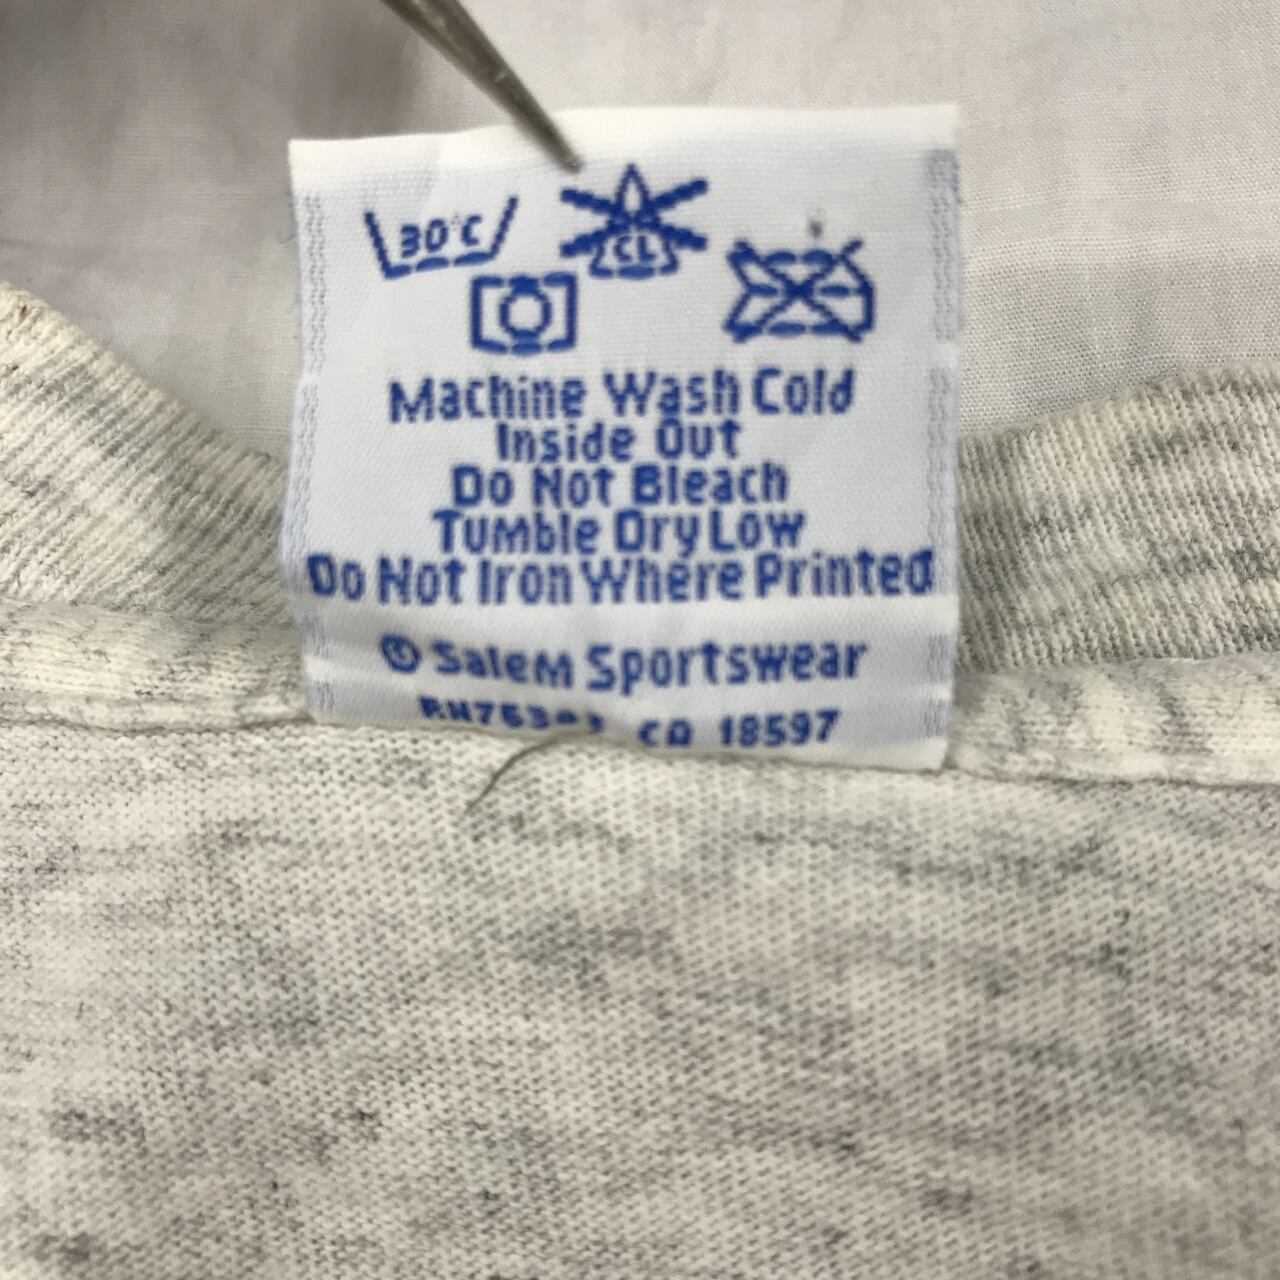 30°C
CL
Machine Wash Cold
Inside Out
Do Not Bleach
Tumble Dry Low
Do Not Iron Where Printed
Salem Sportswear
CA 18597